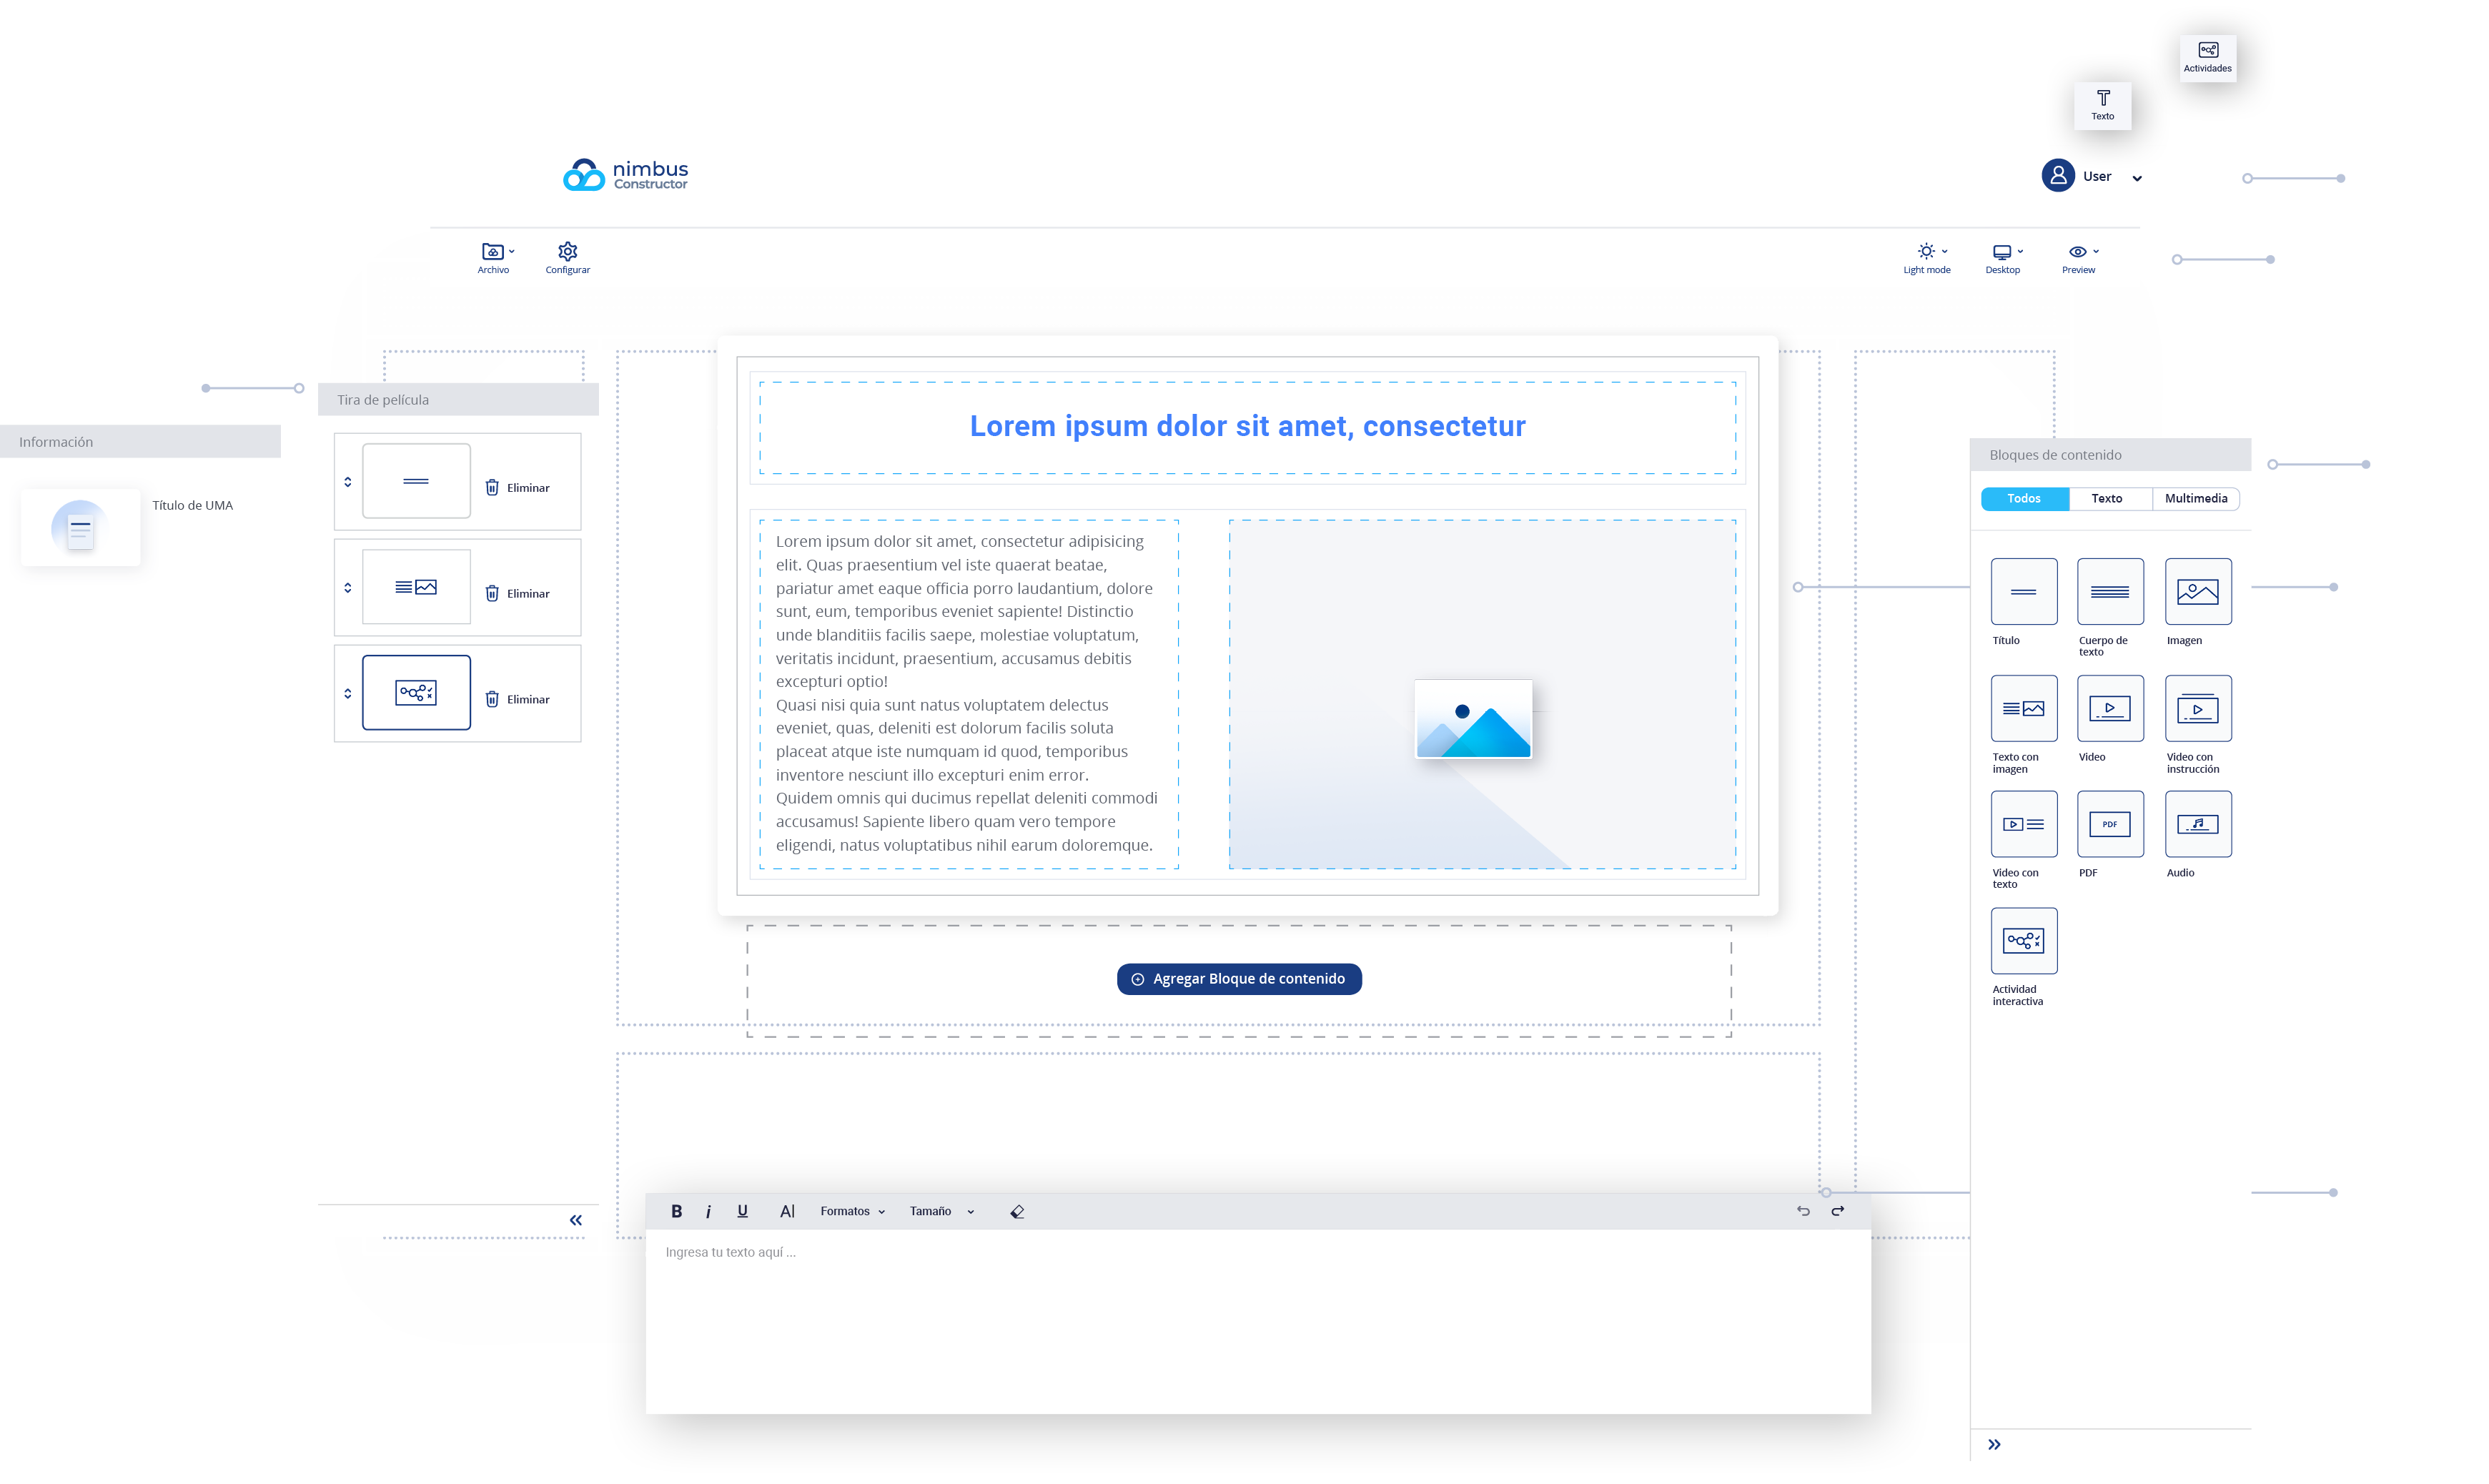 Actividades
Texto
nimbus
Constructor
User
Archivo
Configurar
Light mode
Desktop
Preview
Información
Título de UMA
Tira de película
Eliminar
Eliminar
Eliminar
Lorem ipsum dolor sit amet, consectetur
Lorem ipsum dolor sit amet, consectetur adipisicing
elit. Quas praesentium vel iste quaerat beatae,
pariatur amet eaque officia porro laudantium, dolore
sunt, eum, temporibus eveniet sapiente! Distinctio
unde blanditiis facilis saepe, molestiae voluptatum,
veritatis incidunt, praesentium, accusamus debitis
excepturi optio!
Quasi nisi quia sunt natus voluptatem delectus
eveniet, quas, deleniti est dolorum facilis soluta
placeat atque iste numquam id quod, temporibus
inventore nesciunt illo excepturi enim error.
Quidem omnis qui ducimus repellat deleniti commodi
accusamus! Sapiente libero quam vero tempore
eligendi, natus voluptatibus nihil earum doloremque.
Agregar Bloque de contenido
B i U AI Formatos Tamaño
Ingresa tu texto aquí ...
Bloques de contenido
Todos Texto Multimedia
Título
Cuerpo de
texto
Imagen
Texto con
imagen
Video
Video con
instrucción
Video con
texto
PDF
PDF
Audio
Actividad
interactiva